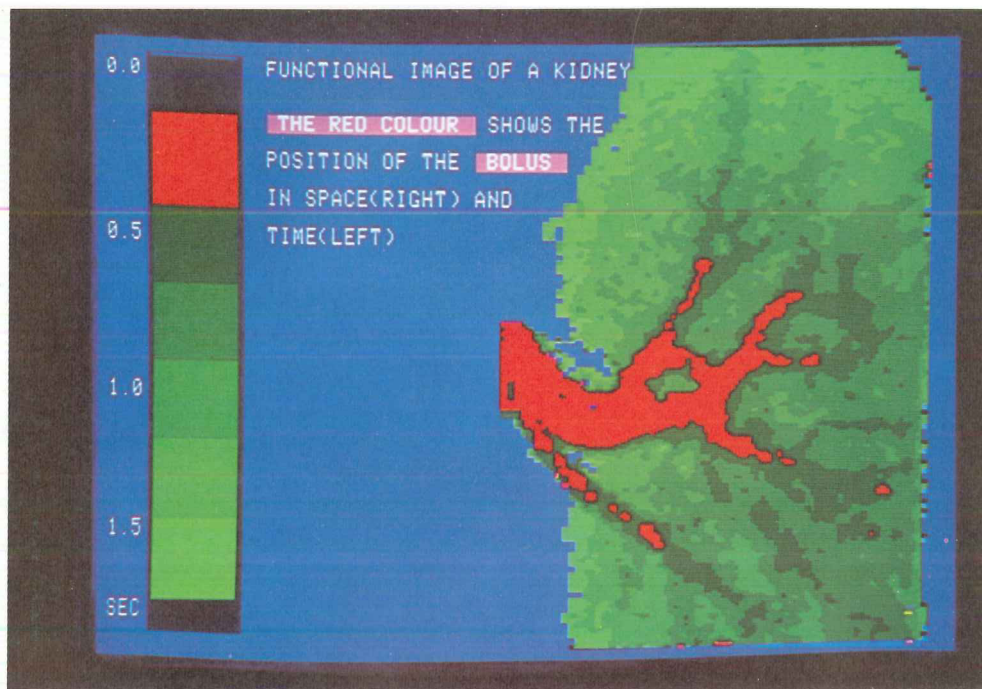 0.0
0.5
1.0
1.5
SEC
FUNCTIONAL IMAGE OF A KIDNEY
THE RED COLOUR SHOWS THE
POSITION OF THE BOLUS
IN SPACE(RIGHT) AND
TIME(LEFT)